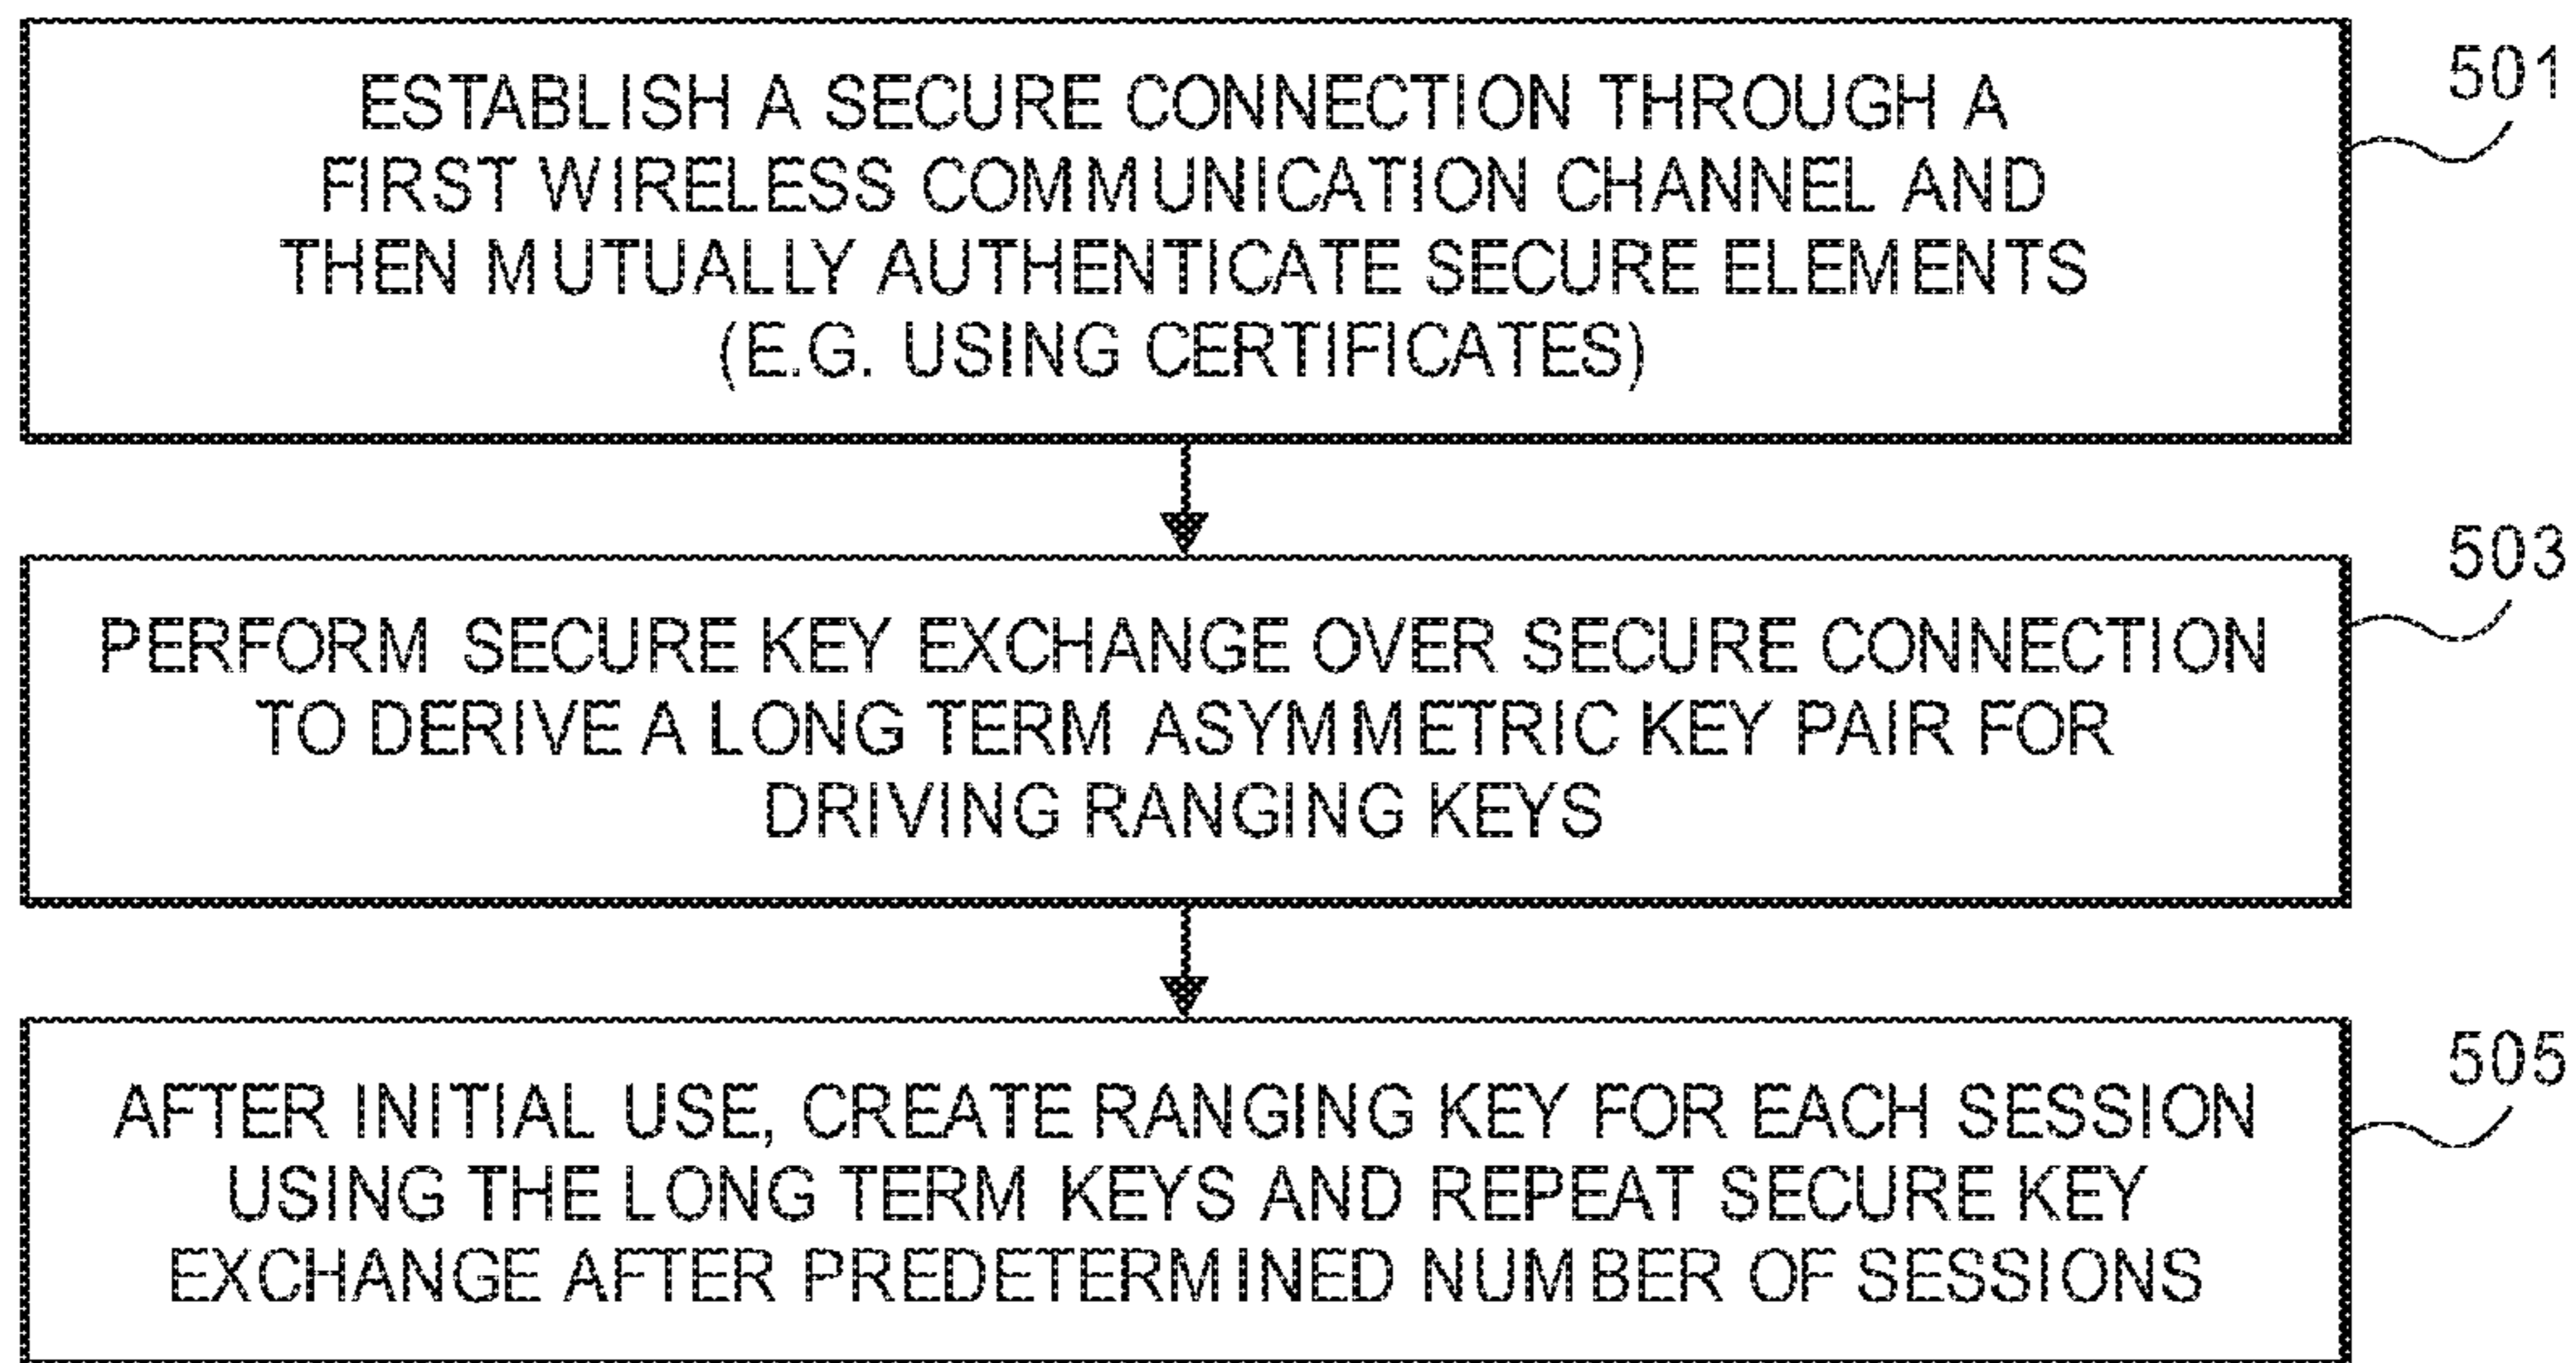 ESTABLISH A SECURE CONNECTION THROUGH A
FIRST WIRELESS COMMUNICATION CHANNEL AND
THEN MUTUALLY AUTHENTICATE SECURE ELEMENTS
(E.G. USING CERTIFICATES)
501
PERFORM SECURE KEY EXCHANGE OVER SECURE CONNECTION
TO DERIVE A LONG TERM ASYMMETRIC KEY PAIR FOR
DRIVING RANGING KEYS
503
AFTER INITIAL USE, CREATE RANGING KEY FOR EACH SESSION
USING THE LONG TERM KEYS AND REPEAT SECURE KEY
EXCHANGE AFTER PREDETERMINED NUMBER OF SESSIONS
505